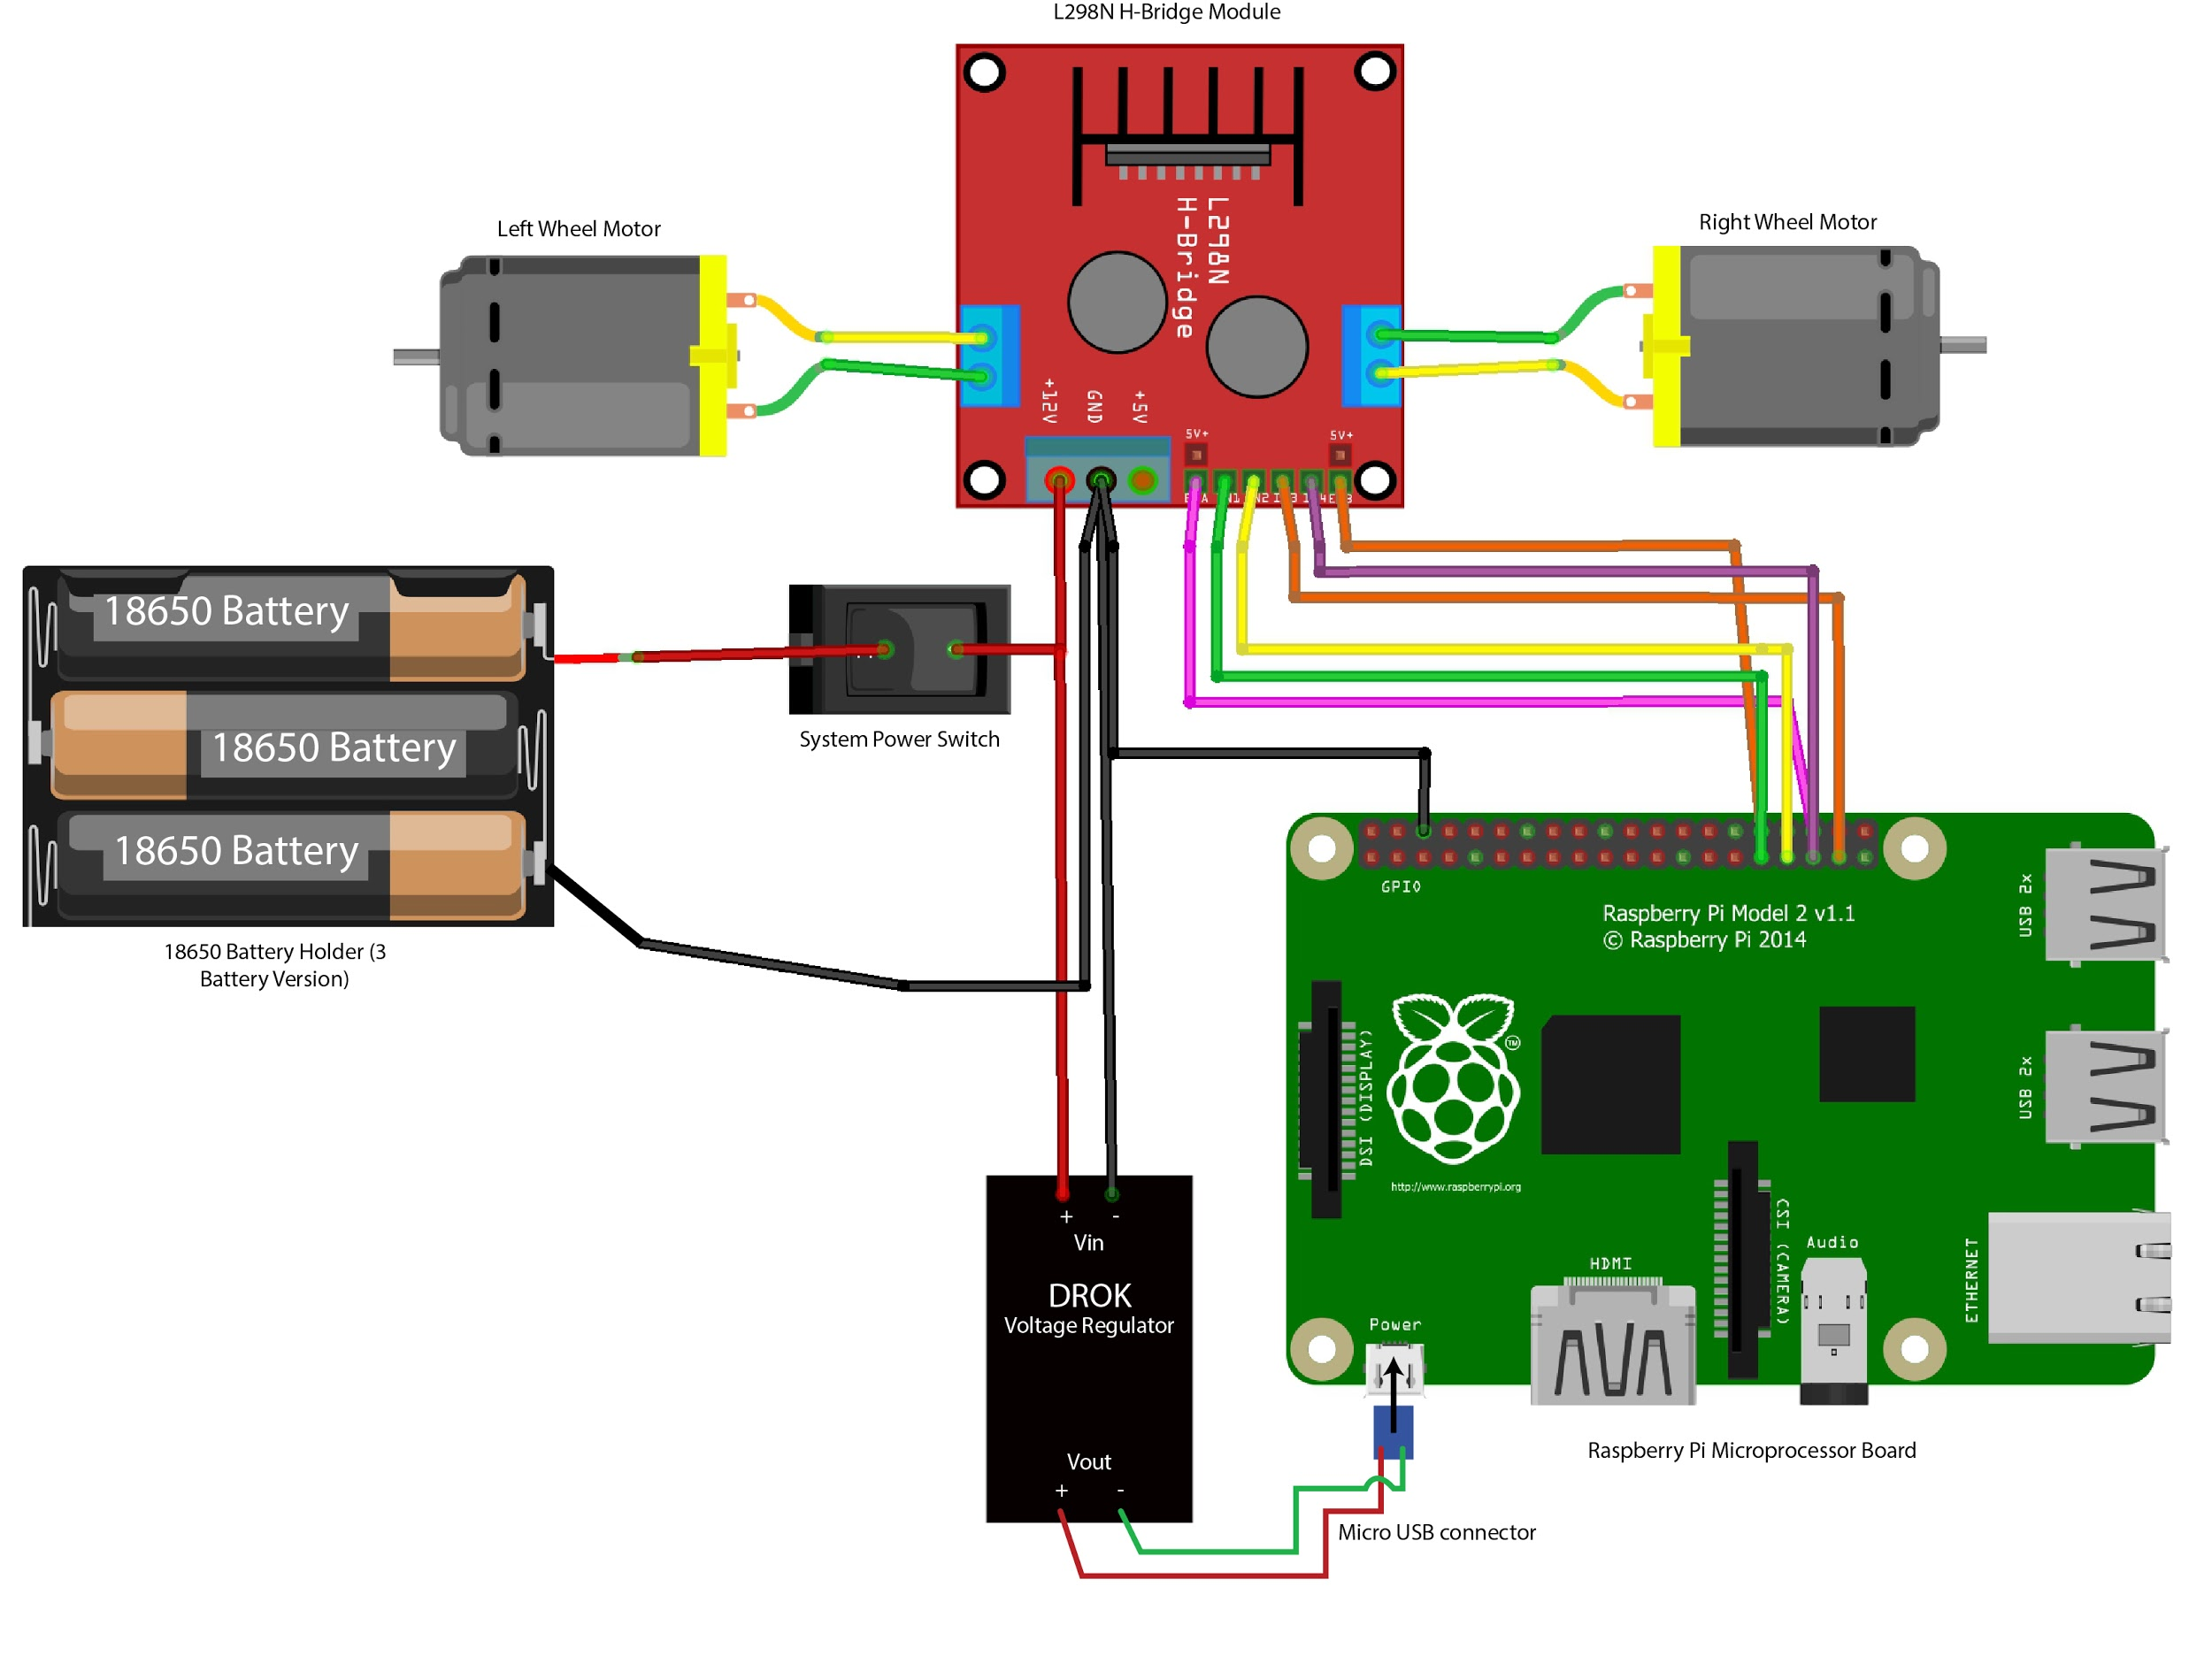 L298N H-Bridge Module
Left Wheel Motor
Right Wheel Motor
L298N
H-Bridge
+12V
GND
+5V
5V+
5V+
18650 Battery
18650 Battery
18650 Battery
18650 Battery Holder (3
Battery Version)
System Power Switch
GPIO
Raspberry Pi Model 2 v1.1
© Raspberry Pi 2014
USB 2x
USB 2x
DSI (DISPLAY)
TM
http://www.raspberrypi.org
CSI (CAMERA)
Audio
ETHERNET
HDMI
Power
+ -
Vin
DROK
Voltage Regulator
Vout
+ -
Raspberry Pi Microprocessor Board
Micro USB connector